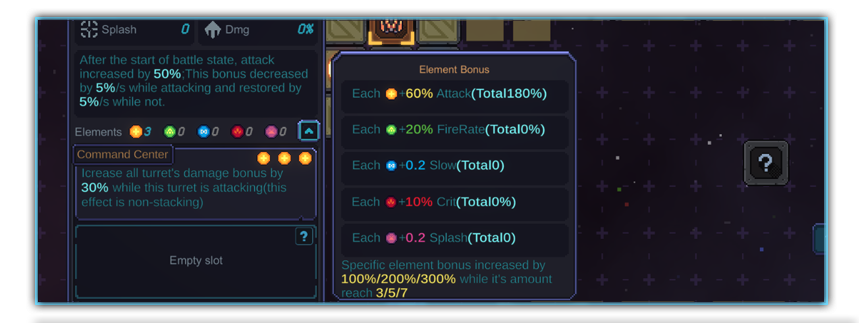 Splash 0 Dmg 0%
After the start of battle state, attack
increased by 50%;This bonus decreased
by 5%/s while attacking and restored by
5%/s while not.
Elements 3 0 0 0 0
Command Center
Icrease all turret's damage bonus by
30% while this turret is attacking(this
effect is non-stacking)
?
Empty slot
Element Bonus
Each +60% Attack(Total180%)
Each +20% FireRate(Total0%)
Each +0.2 Slow(Total0)
Each +10% Crit(Total0%)
Each +0.2 Splash(Total0)
Specific element bonus increased by
100%/200%/300% while it's amount
reach 3/5/7
?